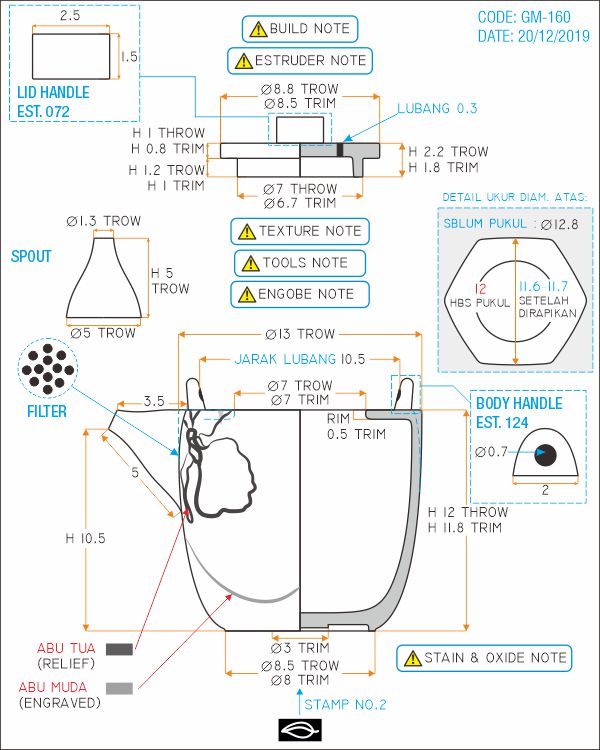 CODE: GM-160
DATE: 20/12/2019
2.5
1.5
LID HANDLE
EST. 072
BUILD NOTE
ESTRUDER NOTE
Ø8.8 TROW
Ø8.5 TRIM
LUBANG 0.3
H 1 THROW
H 0.8 TRIM
H 1.2 TROW
H 1 TRIM
H 2.2 TROW
H 1.8 TRIM
Ø7 THROW
Ø6.7 TRIM
DETAIL UKUR DIAM. ATAS:
SBLUM PUKUL : Ø12.8
12
HBS PUKUL
11.6-11.7
SETELAH
DIRAPIKAN
Ø1.3 TROW
SPOUT
H 5
TROW
Ø5 TROW
TEXTURE NOTE
TOOLS NOTE
ENGOBE NOTE
Ø13 TROW
JARAK LUBANG 10.5
FILTER
3.5
Ø7 THROW
Ø7 TRIM
RIM
0.5 TRIM
BODY HANDLE
EST. 124
Ø0.7
2
5
H 10.5
H 12 THROW
H 11.8 TRIM
ABU TUA
(RELIEF)
ABU MUDA
(ENGRAVED)
Ø3 TRIM
Ø8.5 TROW
Ø8 TRIM
STAIN & OXIDE NOTE
STAMP NO.2